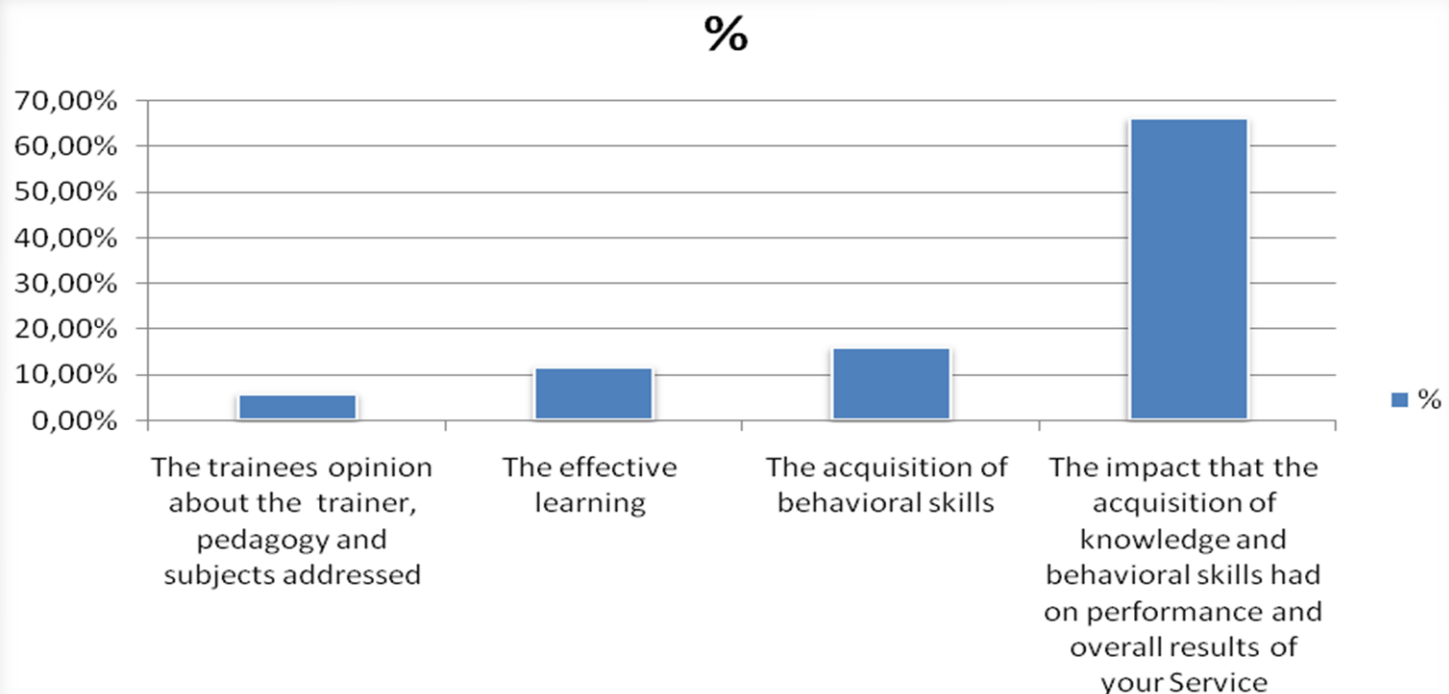 %
70,00%
60,00%
50,00%
40,00%
30,00%
20,00%
10,00%
0,00%
%
The trainees opinion
about the trainer,
pedagogy and
subjects addressed
The effective
learning
The acquisition of
behavioral skills
The impact that the
acquisition of
knowledge and
behavioral skills had
on performance and
overall results of
your Service